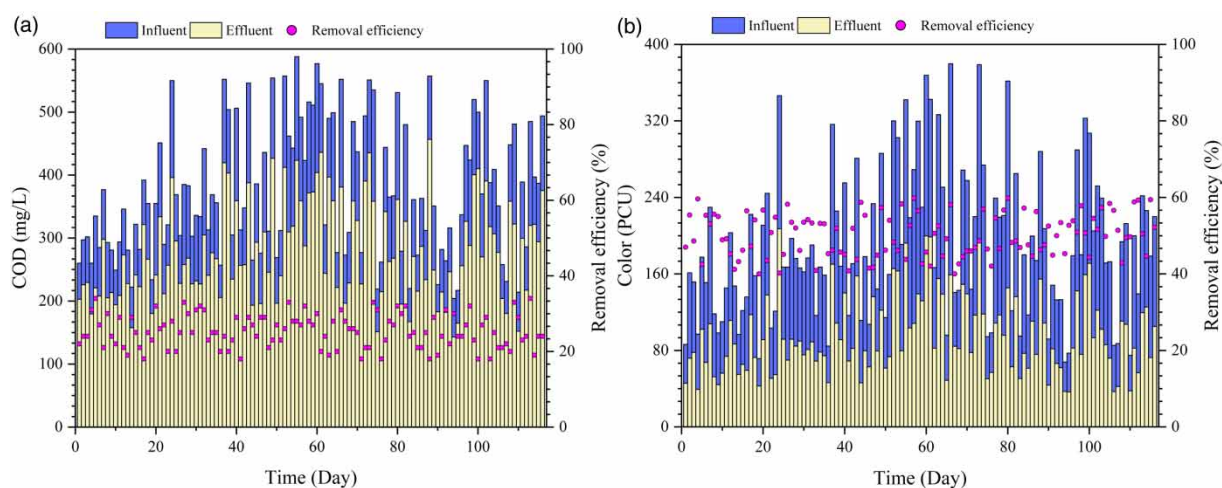 (a)
Influent Effluent Removal efficiency
600
500
400
300
200
100
0
COD (mg/L)
100
80
60
40
20
0
Removal efficiency (%)
0 20 40 60 80 100
Time (Day)
(b)
Influent Effluent Removal efficiency
400
320
240
160
80
0
Color (PCU)
100
80
60
40
20
0
Removal efficiency (%)
0 20 40 60 80 100
Time (Day)